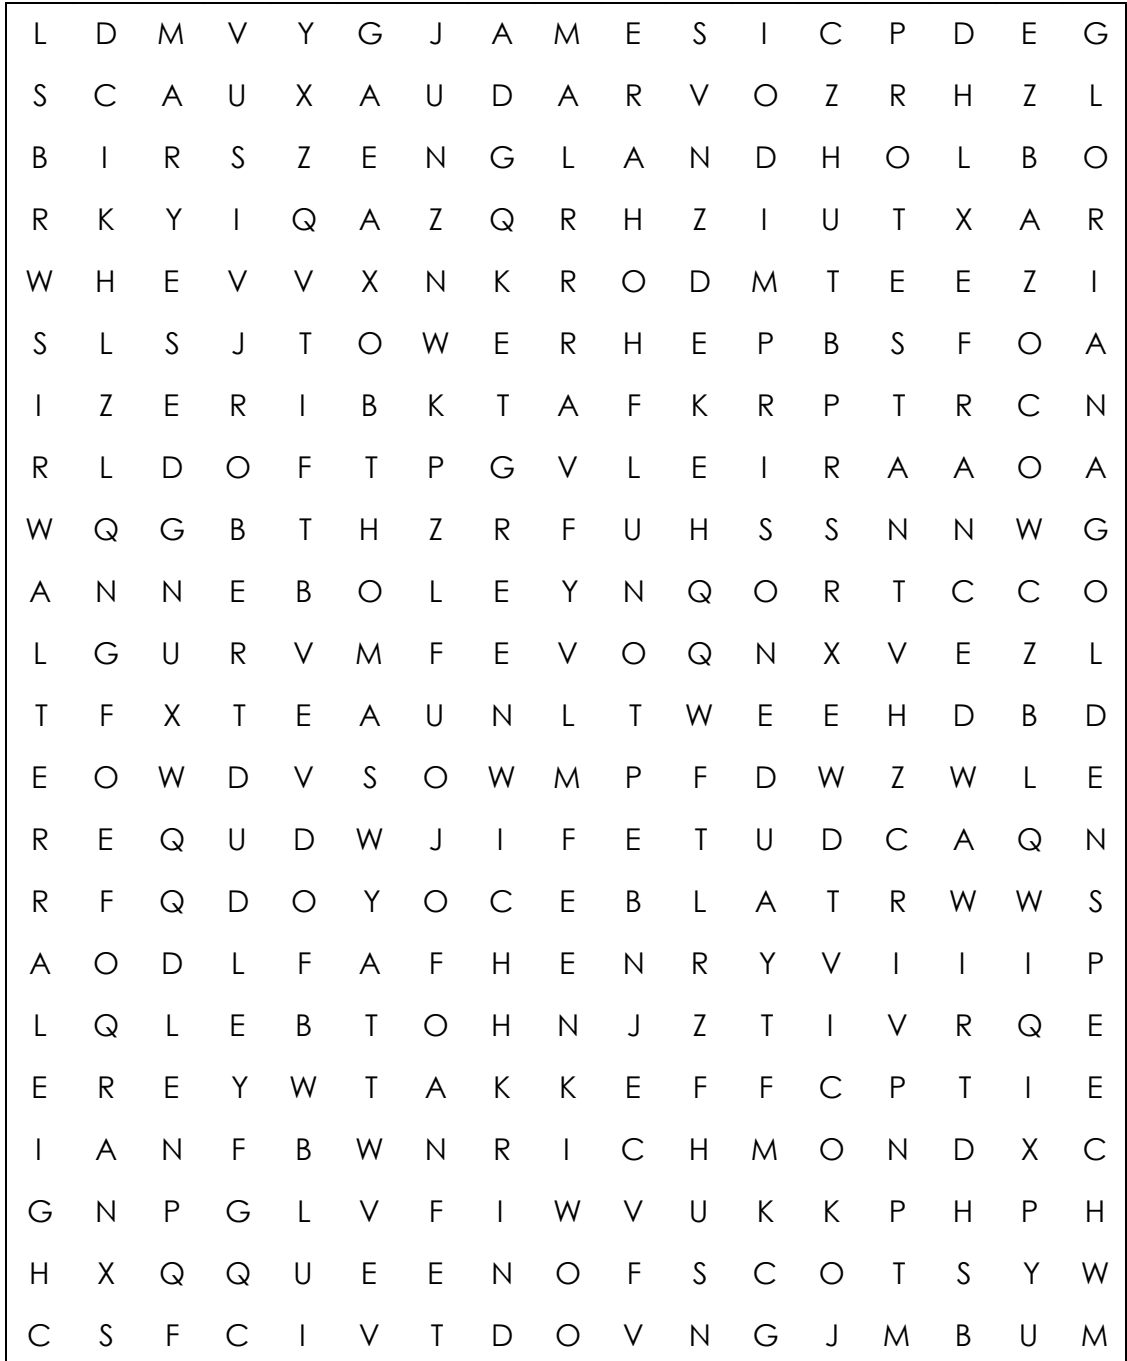 L D M V Y G J A M E S I C P D E G
S C A U X A U D A R V O Z R H Z L
B I R S Z E N G L A N D H O L B O
R K Y I Q A Z Q R H Z I U T X A R
W H E V V X N K R O D M T E E Z I
S L S J T O W E R H E P B S F O A
I Z E R I B K T A F K R P T R C N
R L D O F T P G V L E I R A A O A
W Q G B T H Z R F U H S S N N W G
A N N E B O L E Y N Q O R T C C O
L G U R V M F E V O Q N X V E Z L
T F X T E A U N L T W E E H D B D
E O W D V S O W M P F D W Z W L E
R E Q U D W J I F E T U D C A Q N
R F Q D O Y O C E B L A T R W W S
A O D L F A F H E N R Y V I I I P
L Q L E B T O H N J Z T I V R Q E
E R E Y W T A K K E F F C P T I E
I A N F B W N R I C H M O N D X C
G N P G L V F I W V U K K P H P H
H X Q Q U E E N O F S C O T S Y W
C S F C I V T D O V N G J M B U M